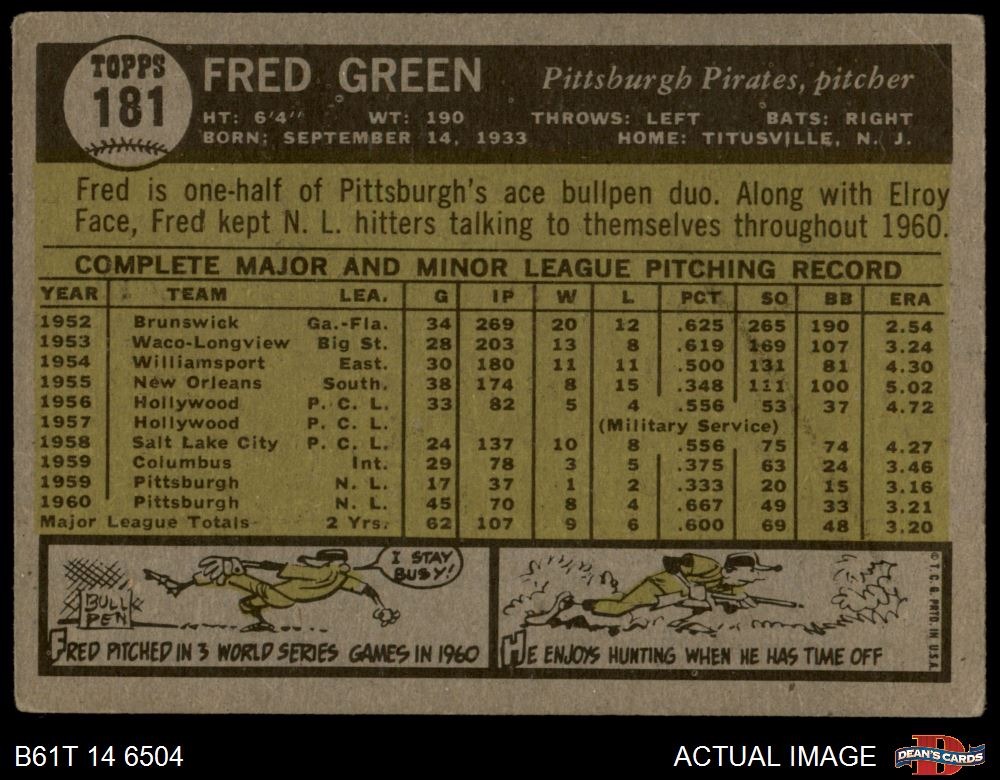 TOPPS
181
FRED GREEN Pittsburgh Pirates, pitcher
HT: 6'4" WT: 190 THROWS: LEFT BATS: RIGHT
BORN: SEPTEMBER 14, 1933 HOME: TITUSVILLE, N. J.
Fred is one-half of Pittsburgh's ace bullpen duo. Along with Elroy
Face, Fred kept N. L. hitters talking to themselves throughout 1960.
COMPLETE MAJOR AND MINOR LEAGUE PITCHING RECORD
YEAR TEAM LEA. G IP W L PCT SO BB ERA
1952 Brunswick Ga.-Fla. 34 269 20 12 .625 265 190 2.54
1953 Waco-Longview Big St. 28 203 13 8 .619 169 107 3.24
1954 Williamsport East. 30 180 11 11 .500 131 81 4.30
1955 New Orleans South. 38 174 8 15 .348 111 100 5.02
1956 Hollywood P. C. L. 33 82 5 4 .556 53 37 4.72
1957 Hollywood P. C. L. (Military Service)
1958 Salt Lake City P. C. L. 24 137 10 8 .556 75 74 4.27
1959 Columbus Int. 29 78 3 5 .375 63 24 3.46
1959 Pittsburgh N. L. 17 37 1 2 .333 20 15 3.16
1960 Pittsburgh N. L. 45 70 8 4 .667 49 33 3.21
Major League Totals 2 Yrs. 62 107 9 6 .600 69 48 3.20
I STAY
BUSY!
BULL
PEN
FRED PITCHED IN 3 WORLD SERIES GAMES IN 1960
HE ENJOYS HUNTING WHEN HE HAS TIME OFF
© T. C. G. PRTD. IN U.S.A.
B61T 14 6504 ACTUAL IMAGE
DEAN'S CARDS